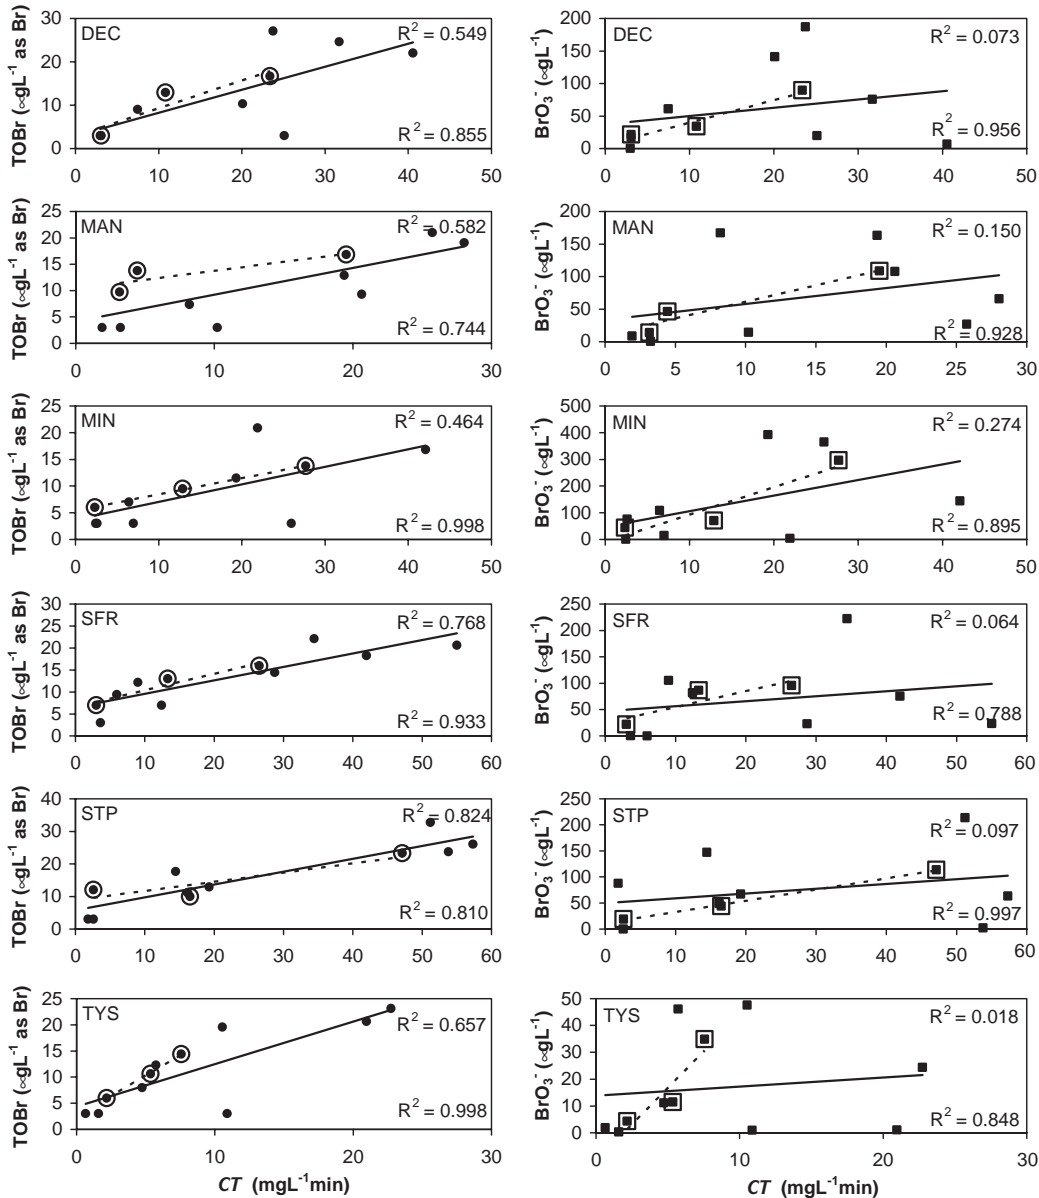 TOBr (∝gL⁻¹ as Br)
30
20
10
0
DEC
R² = 0.549
R² = 0.855
0 10 20 30 40 50
BrO₃⁻ (∝gL⁻¹)
200
150
100
50
0
DEC
R² = 0.073
R² = 0.956
0 10 20 30 40 50
TOBr (∝gL⁻¹ as Br)
25
20
15
10
5
0
MAN
R² = 0.582
R² = 0.744
0 10 20 30
BrO₃⁻ (∝gL⁻¹)
200
150
100
50
0
MAN
R² = 0.150
R² = 0.928
0 5 10 15 20 25 30
TOBr (∝gL⁻¹ as Br)
25
20
15
10
5
0
MIN
R² = 0.464
R² = 0.998
0 10 20 30 40 50
BrO₃⁻ (∝gL⁻¹)
500
400
300
200
100
0
MIN
R² = 0.274
R² = 0.895
0 10 20 30 40 50
TOBr (∝gL⁻¹ as Br)
30
25
20
15
10
5
0
SFR
R² = 0.768
R² = 0.933
0 10 20 30 40 50 60
BrO₃⁻ (∝gL⁻¹)
250
200
150
100
50
0
SFR
R² = 0.064
R² = 0.788
0 10 20 30 40 50 60
TOBr (∝gL⁻¹ as Br)
40
30
20
10
0
STP
R² = 0.824
R² = 0.810
0 10 20 30 40 50 60
BrO₃⁻ (∝gL⁻¹)
250
200
150
100
50
0
STP
R² = 0.097
R² = 0.997
0 10 20 30 40 50 60
TOBr (∝gL⁻¹ as Br)
25
20
15
10
5
0
TYS
R² = 0.657
R² = 0.998
0 10 20 30
CT (mgL⁻¹min)
BrO₃⁻ (∝gL⁻¹)
50
40
30
20
10
0
TYS
R² = 0.018
R² = 0.848
0 10 20 30
CT (mgL⁻¹min)